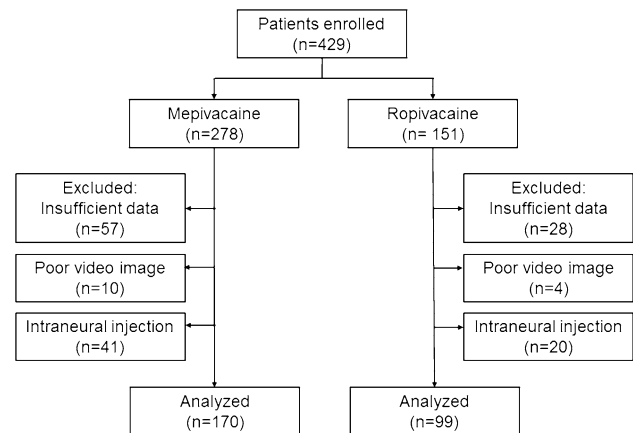 Patients enrolled
(n=429)
Mepivacaine
(n=278)
Ropivacaine
(n= 151)
Excluded:
Insufficient data
(n=57)
Excluded:
Insufficient data
(n=28)
Poor video image
(n=10)
Poor video image
(n=4)
Intraneural injection
(n=41)
Intraneural injection
(n=20)
Analyzed
(n=170)
Analyzed
(n=99)